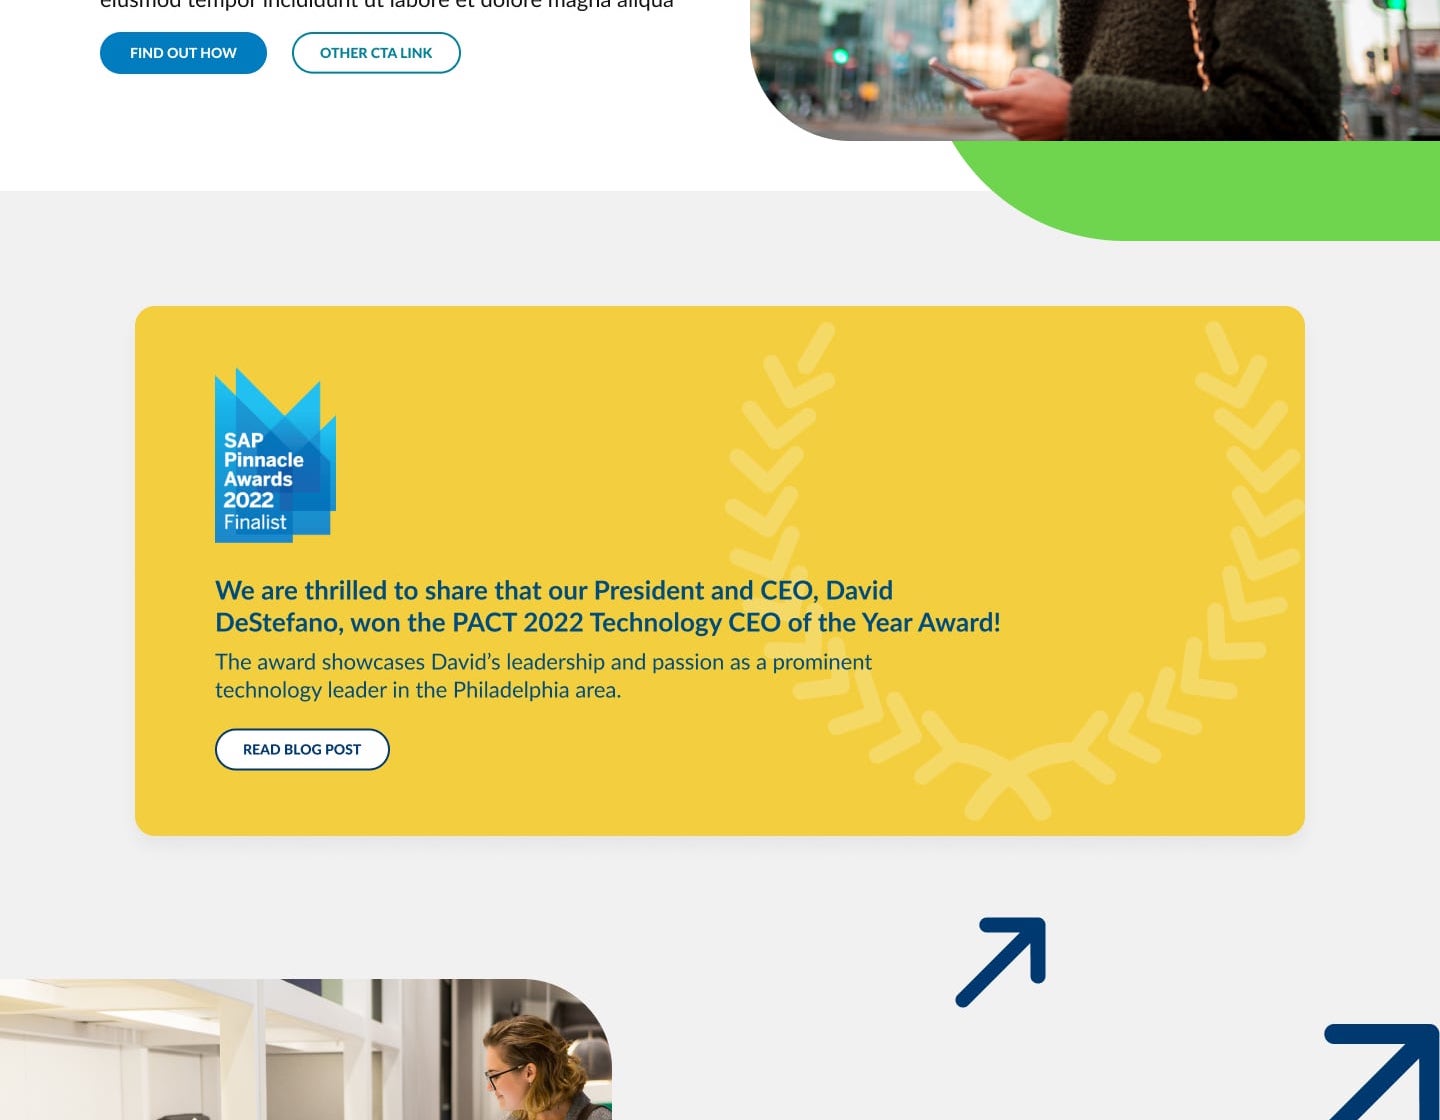 eiusmod tempor incididunt ut labore et dolore magna aliqua
FIND OUT HOW
OTHER CTA LINK
SAP
Pinnacle
Awards
2022
Finalist
We are thrilled to share that our President and CEO, David
DeStefano, won the PACT 2022 Technology CEO of the Year Award!
The award showcases David’s leadership and passion as a prominent
technology leader in the Philadelphia area.
READ BLOG POST